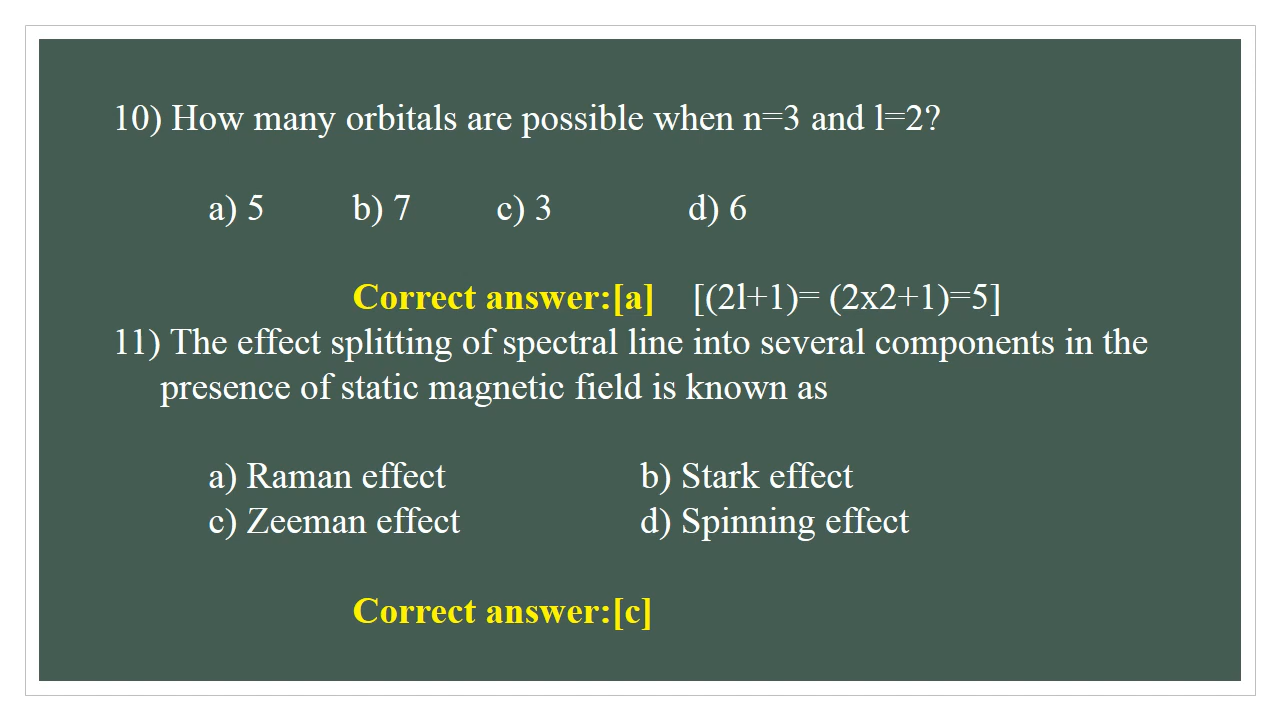 10) How many orbitals are possible when n=3 and l=2?
a) 5 b) 7 c) 3 d) 6
Correct answer:[a] [(2l+1)= (2x2+1)=5]
11) The effect splitting of spectral line into several components in the
presence of static magnetic field is known as
a) Raman effect b) Stark effect
c) Zeeman effect d) Spinning effect
Correct answer:[c]